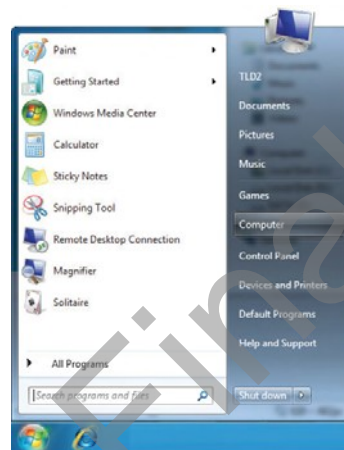 Paint
Getting Started
Windows Media Center
Calculator
Sticky Notes
Snipping Tool
Remote Desktop Connection
Magnifier
Solitaire
All Programs
Search programs and files
TLD2
Documents
Pictures
Music
Games
Computer
Control Panel
Devices and Printers
Default Programs
Help and Support
Shut down
Fina